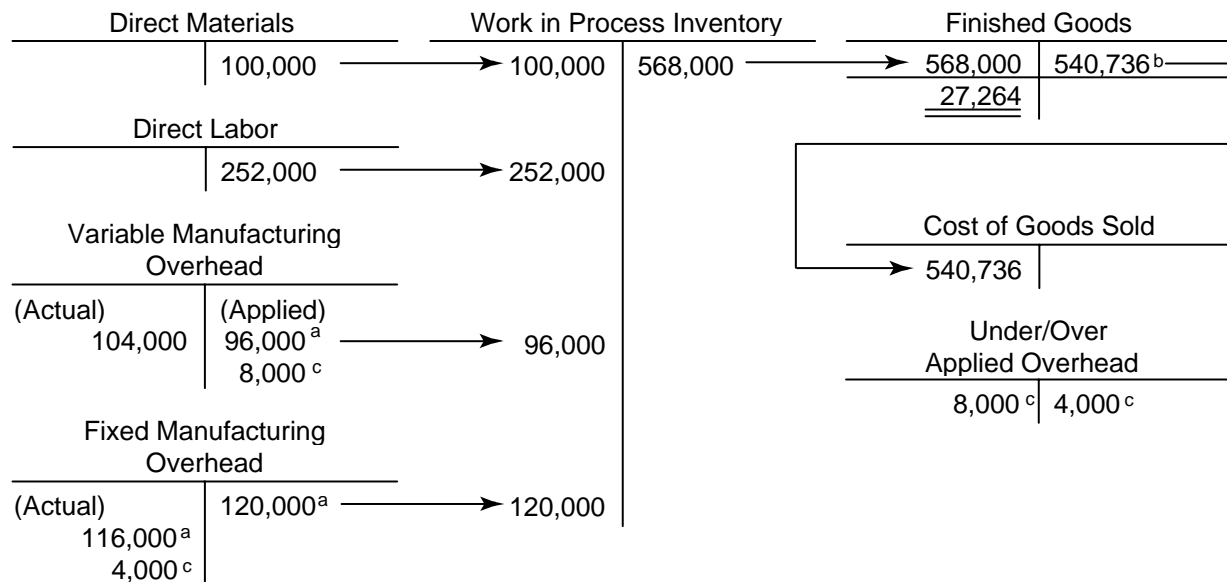 Direct Materials
100,000
Direct Labor
252,000
Variable Manufacturing
Overhead
(Actual) (Applied)
104,000 96,000 a
8,000 c
Fixed Manufacturing
Overhead
(Actual) 120,000 a
116,000 a
4,000 c
Work in Process Inventory
100,000 568,000
252,000
96,000
120,000
Finished Goods
568,000 540,736 b
27,264
Cost of Goods Sold
540,736
Under/Over
Applied Overhead
8,000 c 4,000 c